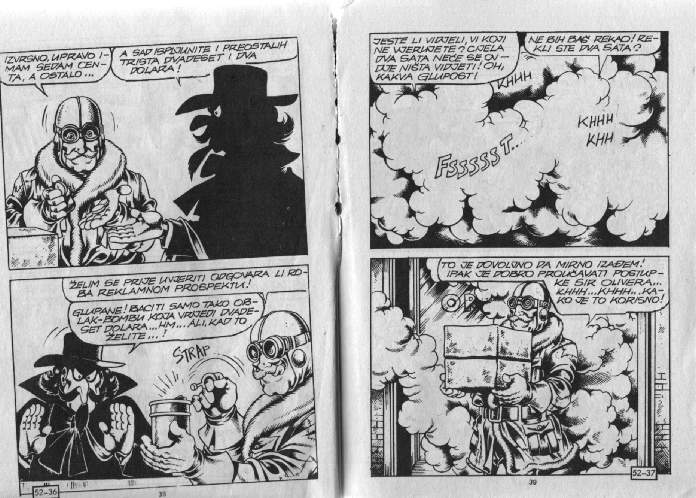 IZVRSNO, UPRAVO I-
MAM SEDAM CEN-
TA, A OSTALO...
A SAD ISPLJUNITE I PREOSTALIH
TRISTA DVADESET I DVA
DOLARA!
ŽELIM SE PRIJE UVJERITI ODGOVARA LI RO-
BA REKLAMNOM PROSPEKTU!
GLUPANE! BACITI SAMO TAKO OB-
LAK-BOMBU KOJA VRIJEDI DVADE-
SET DOLARA... HM... ALI, KAD TO
ŽELITE...!
STRAP
52-36
38
JESTE LI VIDJELI, VI KOJI
NE VJERUJETE? CIJELA
DVA SATA NEĆE SE OV-
DJE NIŠTA VIDJETI! OH,
KAKVA GLUPOST!
NE BIH BAŠ REKAO! RE-
KLI STE DVA SATA?
KHHH
KHHH
KHH
FSSSSST...
TO JE DOVOLJNO DA MIRNO IZAĐEM!
IPAK JE DOBRO PROUČAVATI POSTUP-
KE SIR OLIVERA...
KHHH...KHHH...KA-
KO JE TO KORISNO!
OP
52-37
39